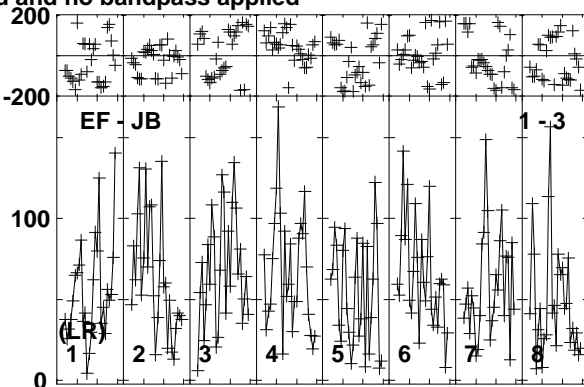 d and no bandpass applied
200
-200
EF - JB
1 - 3
100
(LR)
1 2 3 4 5 6 7 8
0